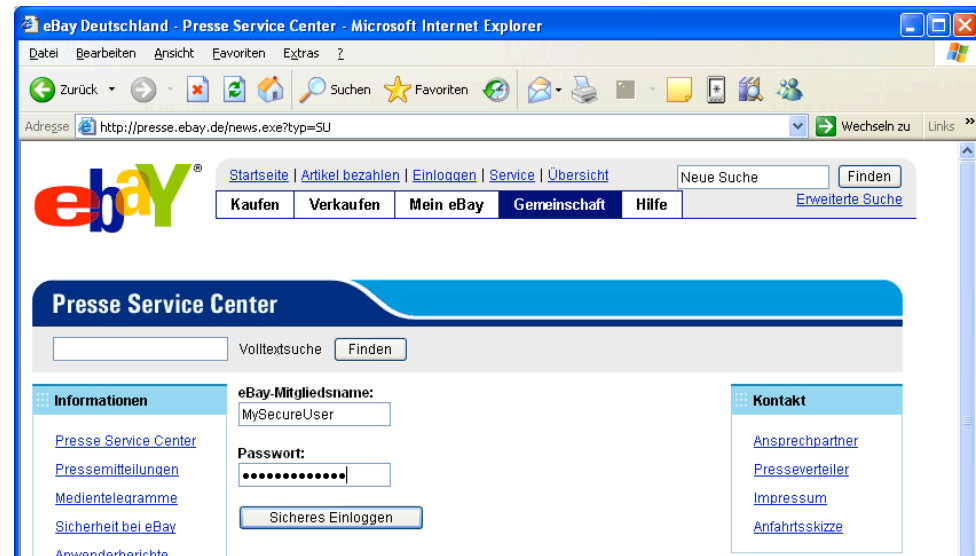 eBay Deutschland - Presse Service Center - Microsoft Internet Explorer
Datei Bearbeiten Ansicht Favoriten Extras ?
Zurück Suchen Favoriten
Adresse http://presse.ebay.de/news.exe?typ=SU Wechseln zu Links »
ebaY®
Startseite | Artikel bezahlen | Einloggen | Service | Übersicht
Neue Suche Finden
Kaufen Verkaufen Mein eBay Gemeinschaft Hilfe
Erweiterte Suche
Presse Service Center
Volltextsuche Finden
Informationen
Presse Service Center
Pressemitteilungen
Medientelegramme
Sicherheit bei eBay
Anwenderberichte
eBay-Mitgliedsname:
MySecureUser
Passwort:
●●●●●●●●●●●●●
Sicheres Einloggen
Kontakt
Ansprechpartner
Presseverteiler
Impressum
Anfahrtsskizze